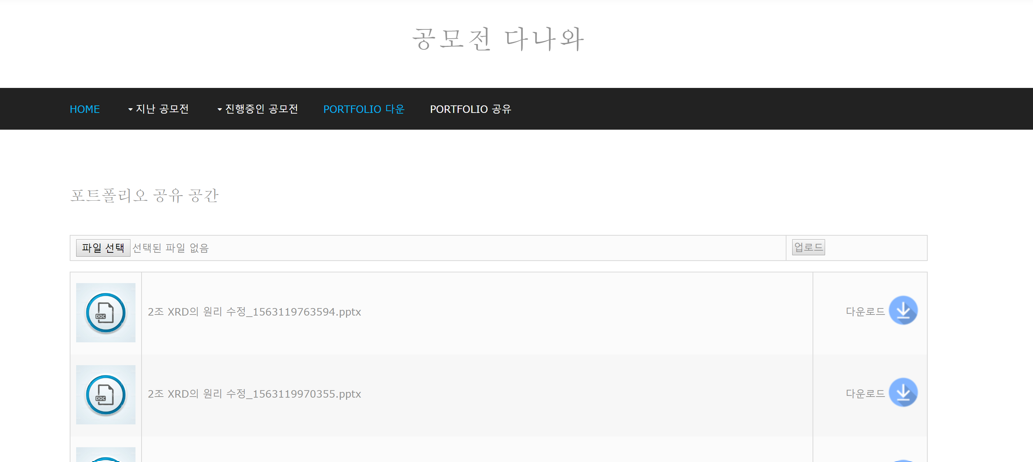 공모전 다나와
HOME 지난 공모전 진행중인 공모전 PORTFOLIO 다운 PORTFOLIO 공유
포트폴리오 공유 공간
파일 선택 선택된 파일 없음 업로드
DOC 2조 XRD의 원리 수정_1563119763594.pptx 다운로드
DOC 2조 XRD의 원리 수정_1563119970355.pptx 다운로드